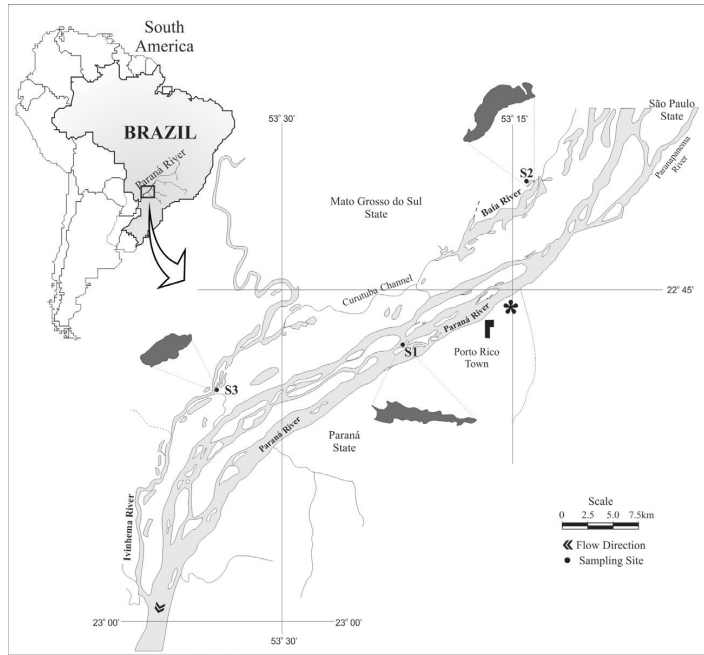 South
America
BRAZIL
Paraná River
53° 30'
53° 15'
São Paulo
State
Paranapanema
River
S2
Mato Grosso do Sul
State
Baía River
Curutuba Channel
22° 45'
Paraná River
*
S1
Porto Rico
Town
S3
Paraná River
Paraná
State
Ivinhema River
Scale
0 2.5 5.0 7.5km
Flow Direction
Sampling Site
23° 00'
23° 00'
53° 30'